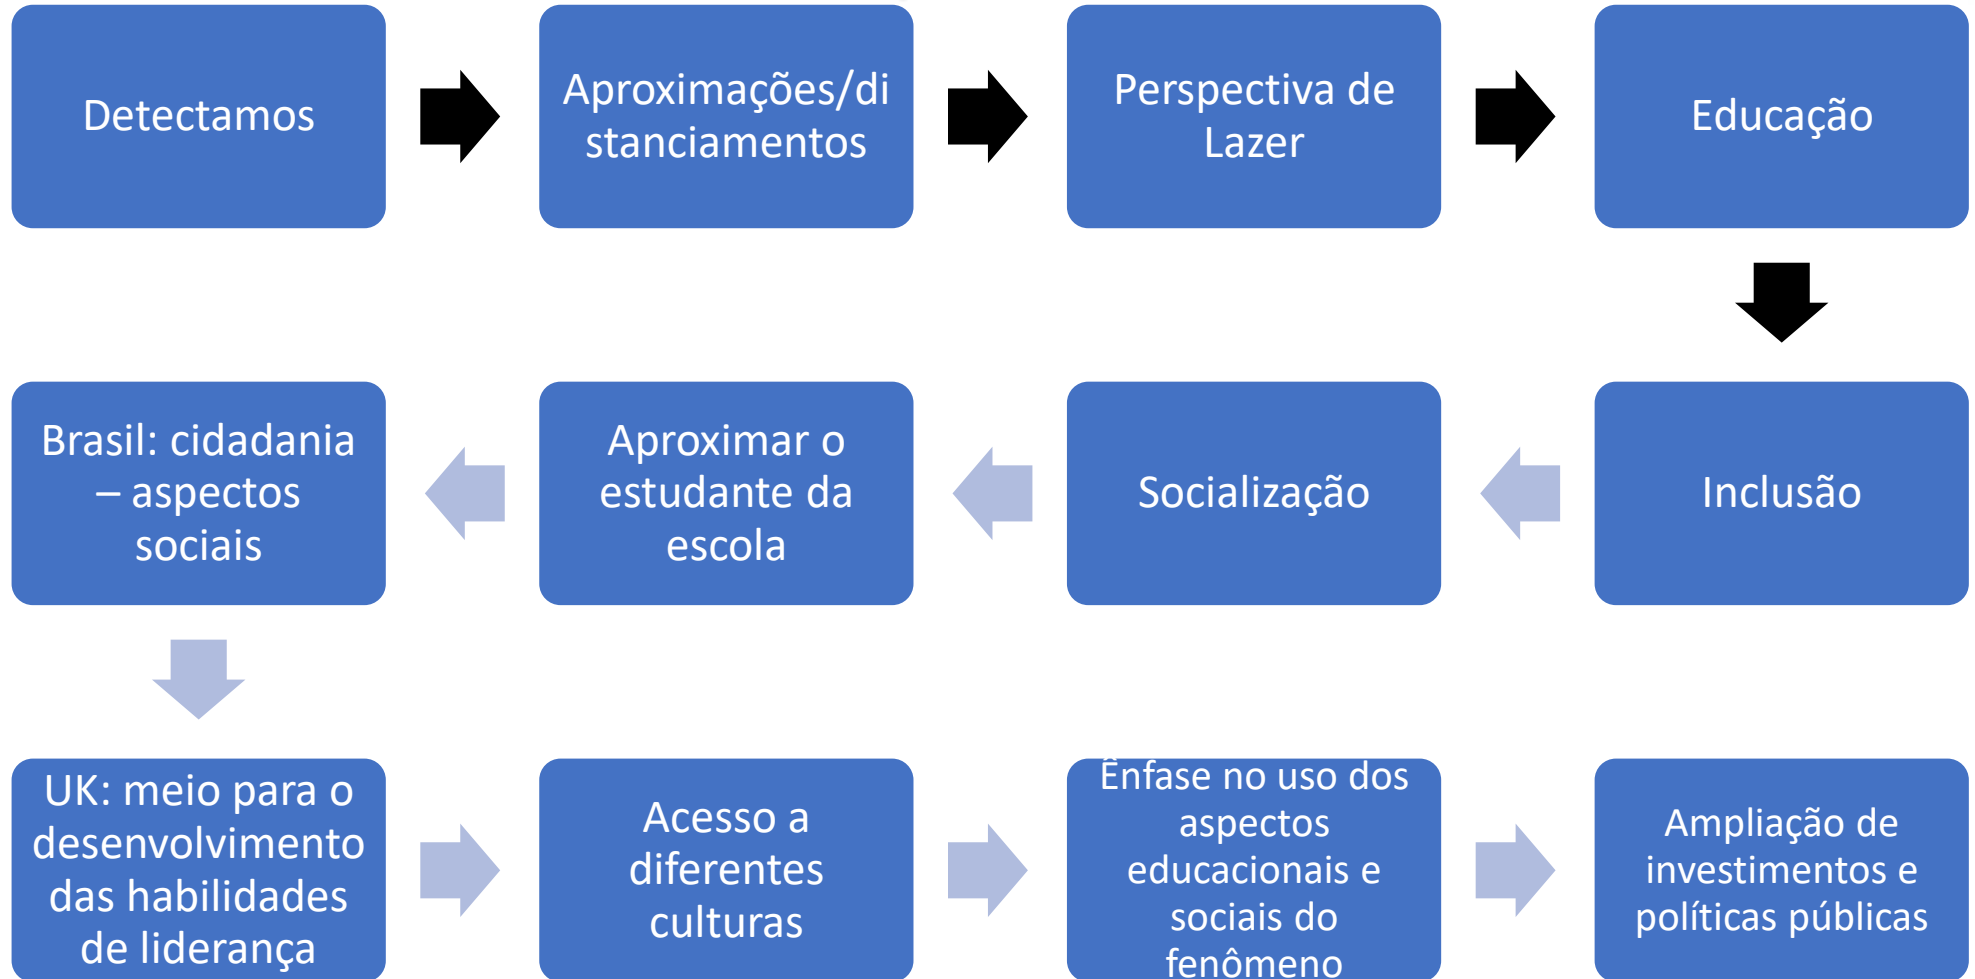 Detectamos
Aproximações/di
stanciamentos
Perspectiva de
Lazer
Educação
Inclusão
Socialização
Aproximar o
estudante da
escola
Brasil: cidadania
– aspectos
sociais
UK: meio para o
desenvolvimento
das habilidades
de liderança
Acesso a
diferentes
culturas
Ênfase no uso dos
aspectos
educacionais e
sociais do
fenômeno
Ampliação de
investimentos e
políticas públicas